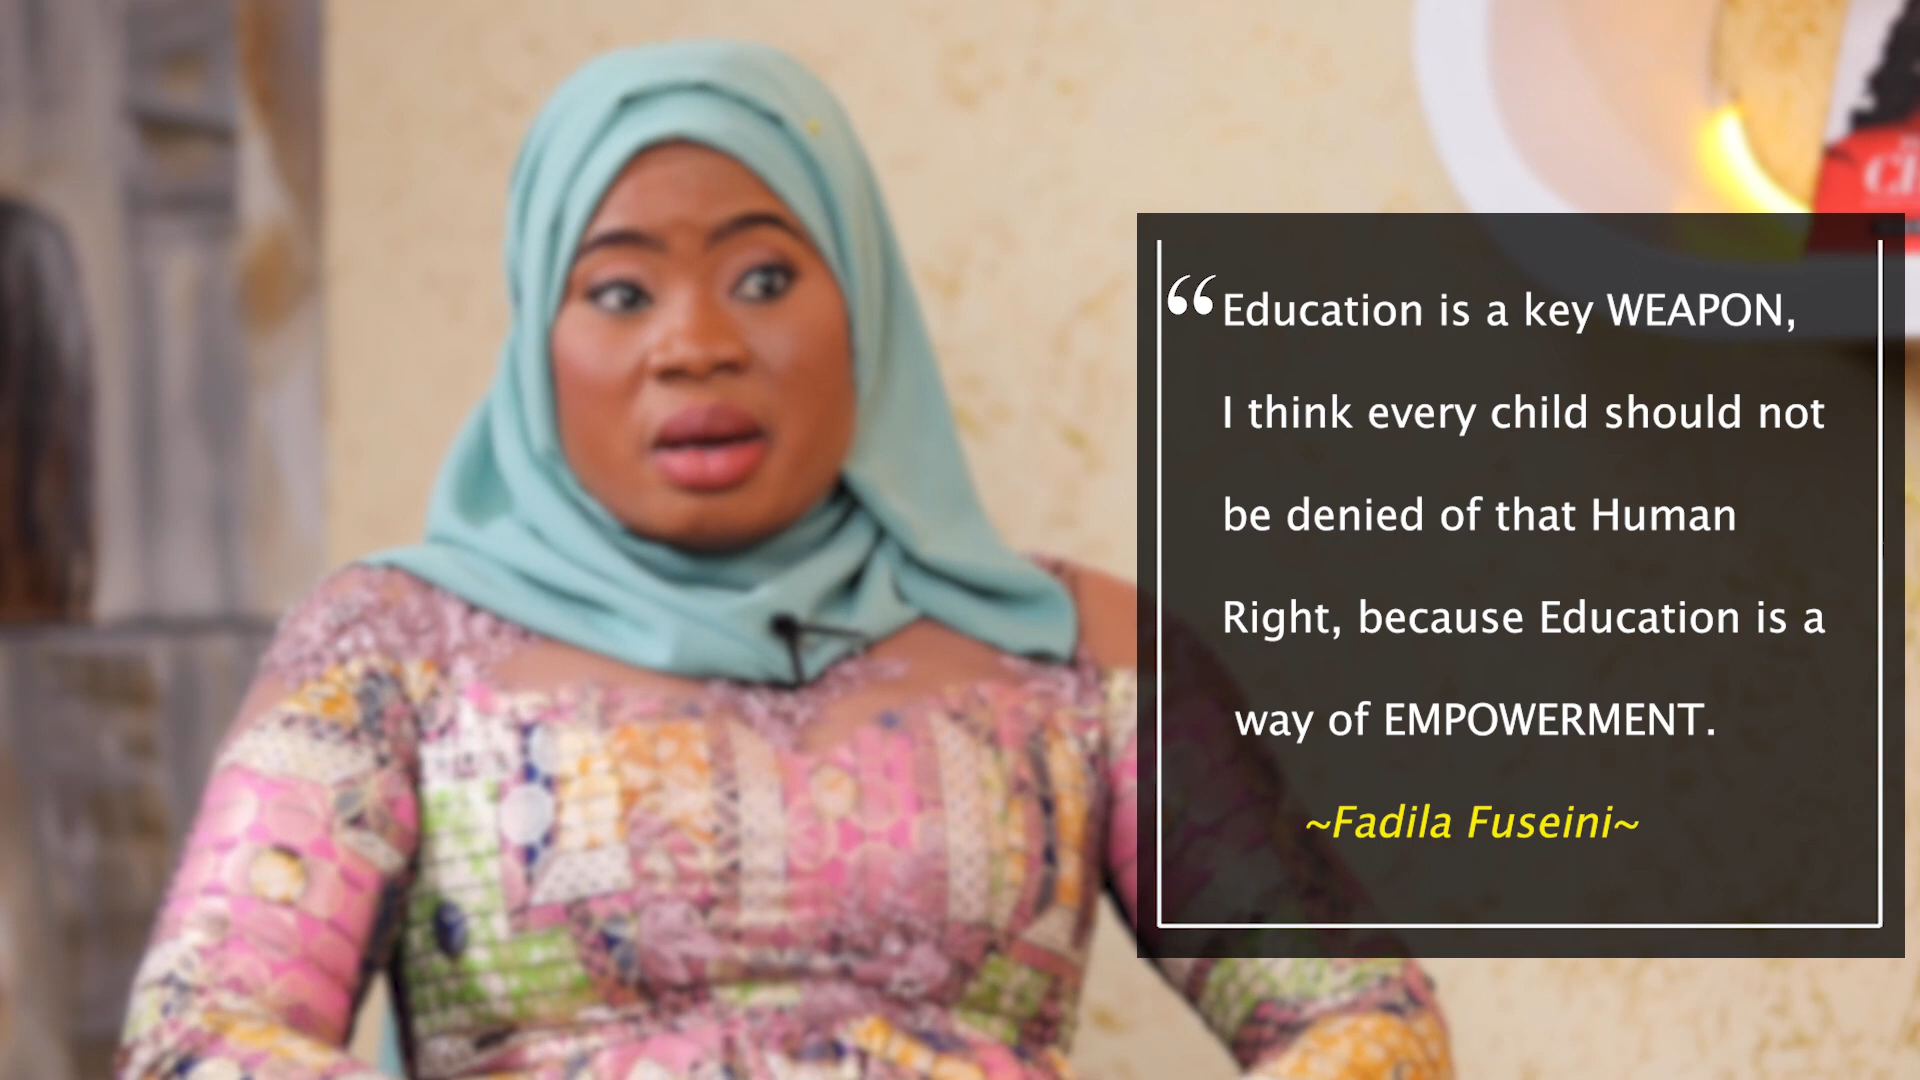 “Education is a key WEAPON,
I think every child should not
be denied of that Human
Right, because Education is a
way of EMPOWERMENT.
~Fadila Fuseini~